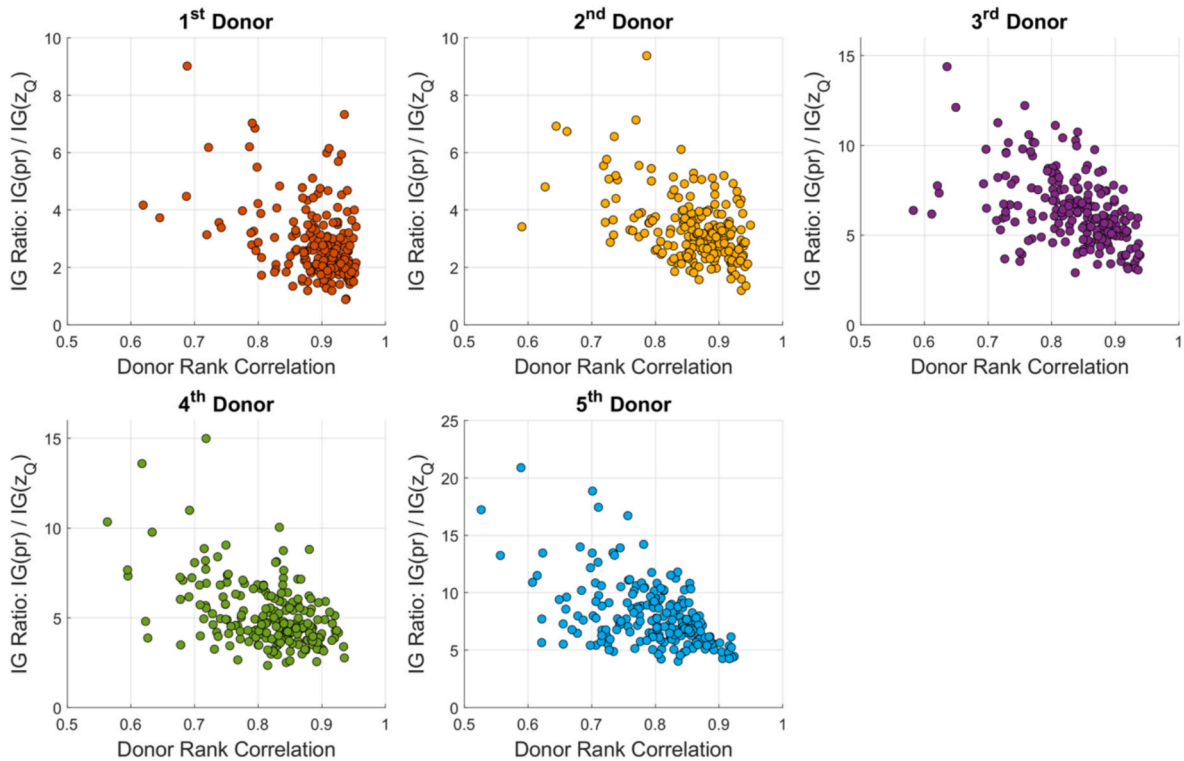 1st Donor
10
8
6
4
2
0
0.5 0.6 0.7 0.8 0.9 1
IG Ratio: IG(pr) / IG(zQ)
Donor Rank Correlation
2nd Donor
10
8
6
4
2
0
0.5 0.6 0.7 0.8 0.9 1
IG Ratio: IG(pr) / IG(zQ)
Donor Rank Correlation
3rd Donor
15
10
5
0
0.5 0.6 0.7 0.8 0.9 1
IG Ratio: IG(pr) / IG(zQ)
Donor Rank Correlation
4th Donor
15
10
5
0
0.5 0.6 0.7 0.8 0.9 1
IG Ratio: IG(pr) / IG(zQ)
Donor Rank Correlation
5th Donor
25
20
15
10
5
0
0.5 0.6 0.7 0.8 0.9 1
IG Ratio: IG(pr) / IG(zQ)
Donor Rank Correlation